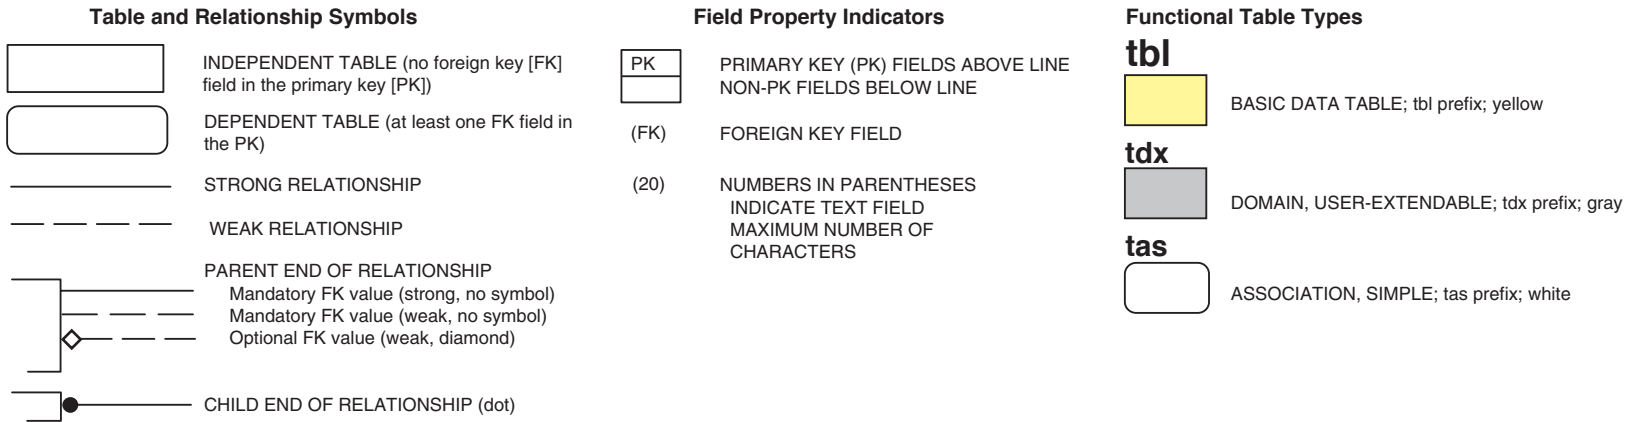 Table and Relationship Symbols
INDEPENDENT TABLE (no foreign key [FK]
field in the primary key [PK])
DEPENDENT TABLE (at least one FK field in
the PK)
STRONG RELATIONSHIP
WEAK RELATIONSHIP
PARENT END OF RELATIONSHIP
Mandatory FK value (strong, no symbol)
Mandatory FK value (weak, no symbol)
Optional FK value (weak, diamond)
CHILD END OF RELATIONSHIP (dot)
Field Property Indicators
PK
PRIMARY KEY (PK) FIELDS ABOVE LINE
NON-PK FIELDS BELOW LINE
(FK)
FOREIGN KEY FIELD
(20)
NUMBERS IN PARENTHESES
INDICATE TEXT FIELD
MAXIMUM NUMBER OF
CHARACTERS
Functional Table Types
tbl
BASIC DATA TABLE; tbl prefix; yellow
tdx
DOMAIN, USER-EXTENDABLE; tdx prefix; gray
tas
ASSOCIATION, SIMPLE; tas prefix; white